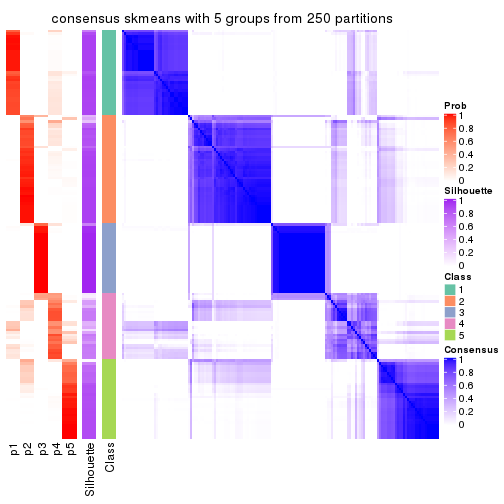 consensus skmeans with 5 groups from 250 partitions
Prob
1
0.8
0.6
0.4
0.2
0
Silhouette
1
0.8
0.6
0.4
0.2
0
Class
1
2
3
4
5
Consensus
1
0.8
0.6
0.4
0.2
0
p1
p2
p3
p4
p5
Silhouette
Class